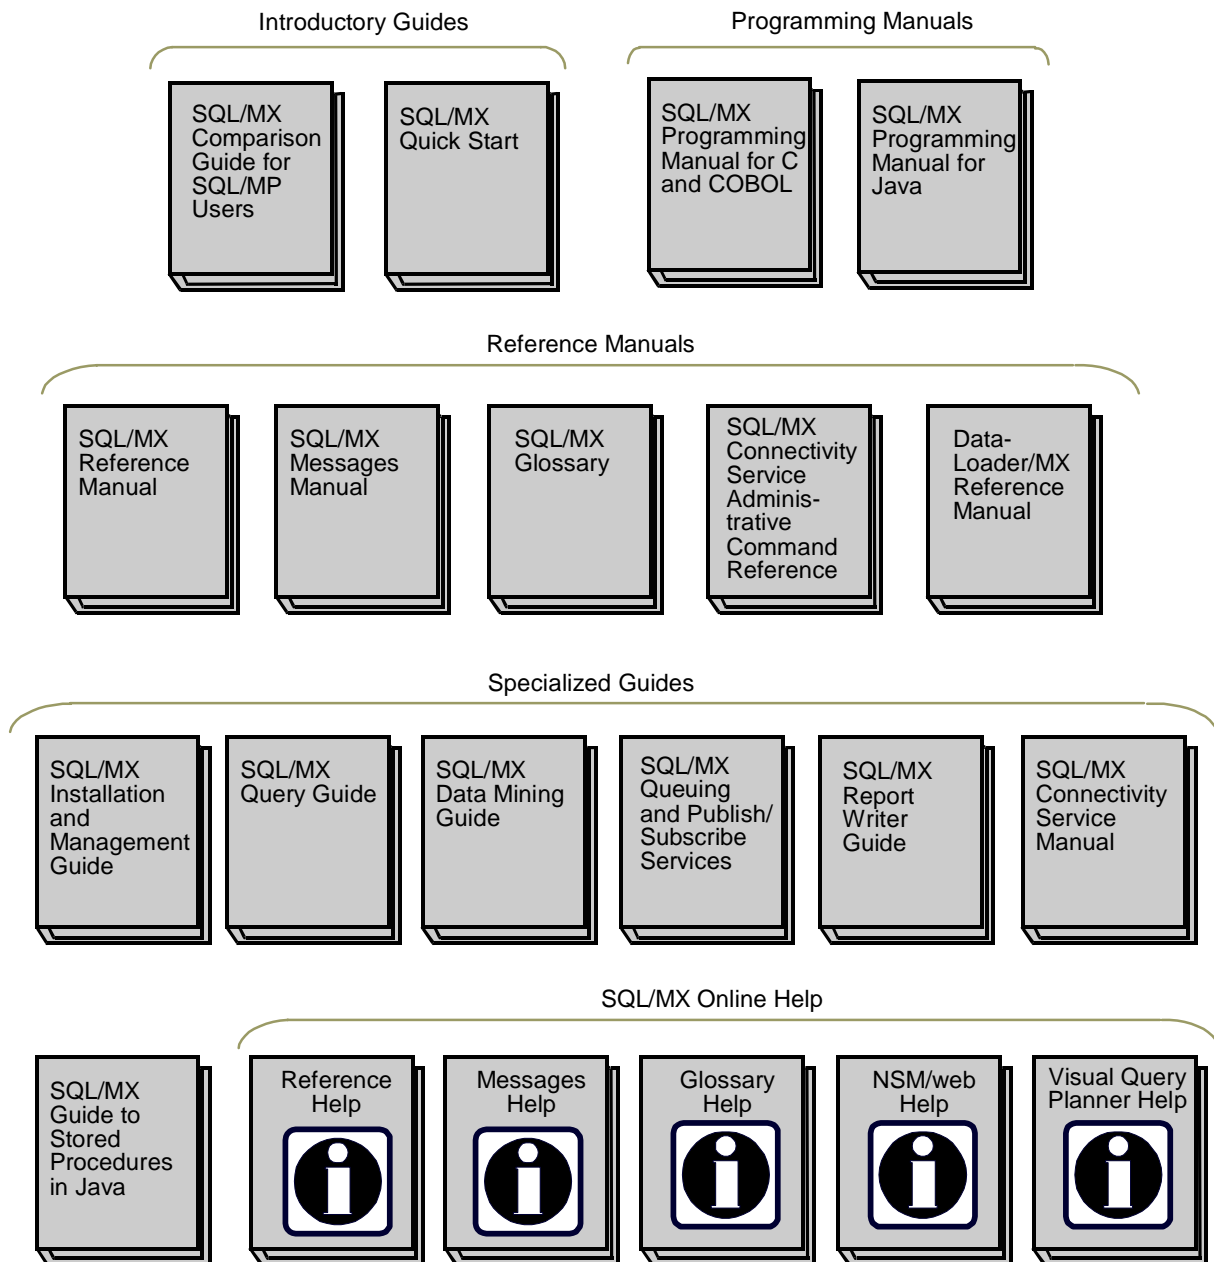 Introductory Guides
Programming Manuals
SQL/MX
Comparison
Guide for
SQL/MP
Users
SQL/MX
Quick Start
SQL/MX
Programming
Manual for C
and COBOL
SQL/MX
Programming
Manual for
Java
Reference Manuals
SQL/MX
Reference
Manual
SQL/MX
Messages
Manual
SQL/MX
Glossary
SQL/MX
Connectivity
Service
Adminis-
trative
Command
Reference
Data-
Loader/MX
Reference
Manual
Specialized Guides
SQL/MX
Installation
and
Management
Guide
SQL/MX
Query Guide
SQL/MX
Data Mining
Guide
SQL/MX
Queuing
and Publish/
Subscribe
Services
SQL/MX
Report
Writer
Guide
SQL/MX
Connectivity
Service
Manual
SQL/MX Online Help
SQL/MX
Guide to
Stored
Procedures
in Java
Reference
Help
Messages
Help
Glossary
Help
NSM/web
Help
Visual Query
Planner Help